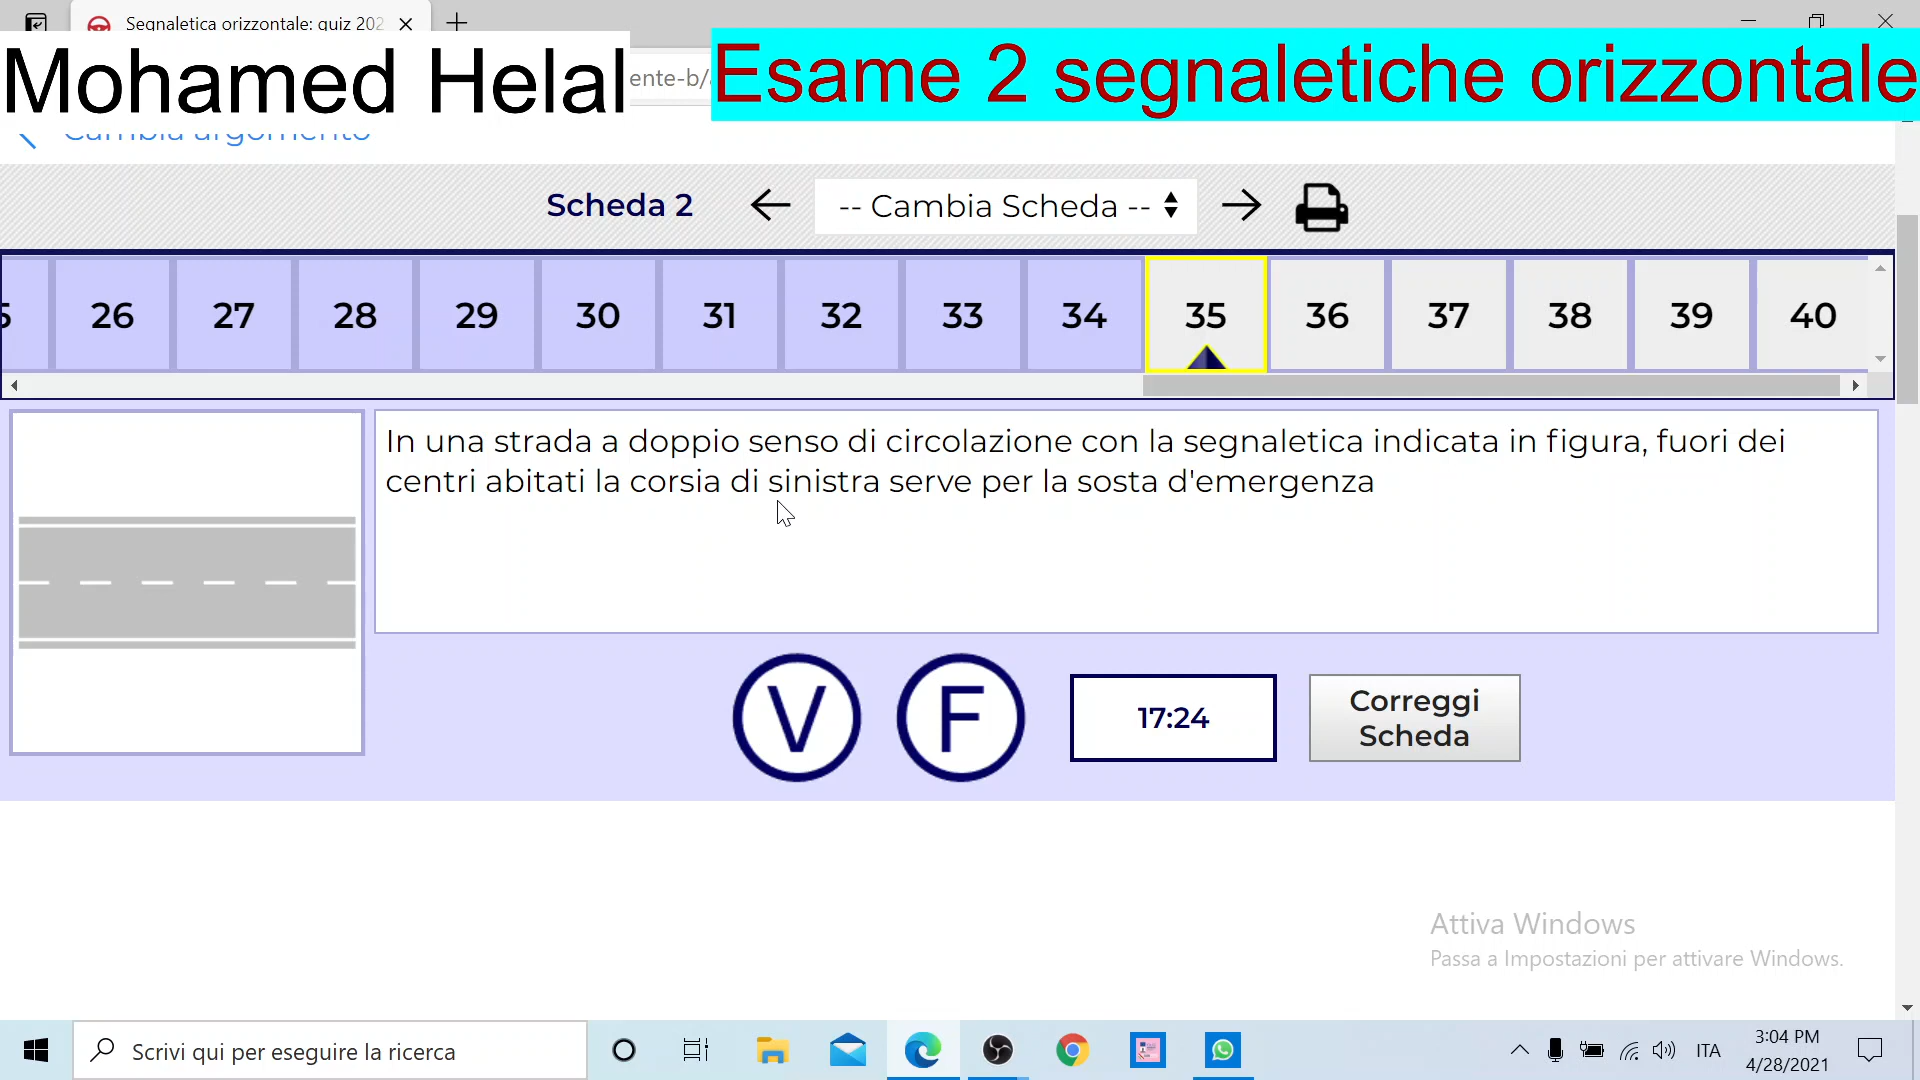 Segnaletica orizzontale: quiz 202
Mohamed Helal
ente-b/
Esame 2 segnaletiche orizzontale
Cambia argomento
Scheda 2
-- Cambia Scheda --
5 26 27 28 29 30 31 32 33 34 35 36 37 38 39 40
In una strada a doppio senso di circolazione con la segnaletica indicata in figura, fuori dei
centri abitati la corsia di sinistra serve per la sosta d'emergenza
V F
17:24
Correggi
Scheda
Attiva Windows
Passa a Impostazioni per attivare Windows.
Scrivi qui per eseguire la ricerca
ITA
3:04 PM
4/28/2021